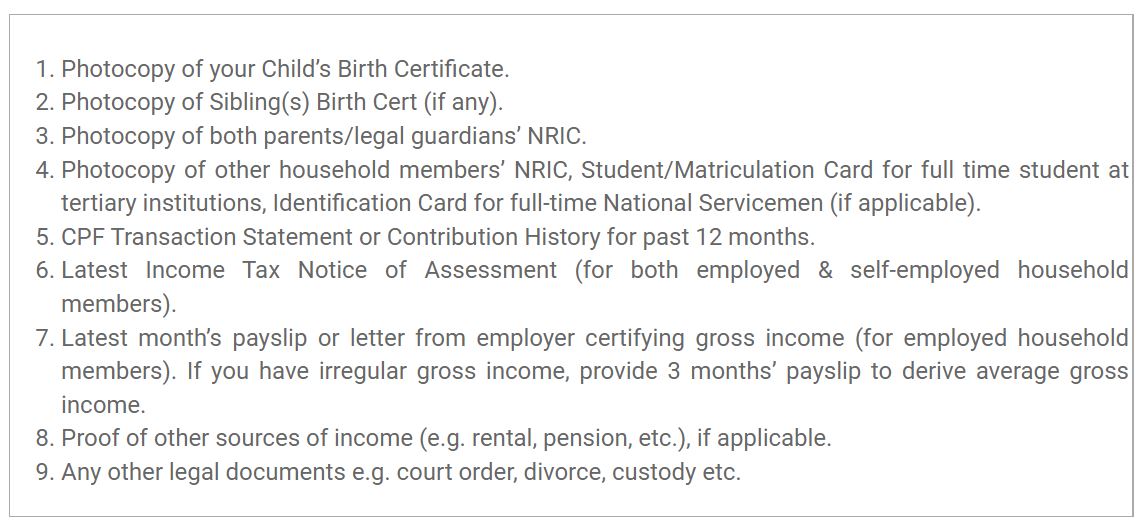 1. Photocopy of your Child’s Birth Certificate.
2. Photocopy of Sibling(s) Birth Cert (if any).
3. Photocopy of both parents/legal guardians’ NRIC.
4. Photocopy of other household members’ NRIC, Student/Matriculation Card for full time student at
tertiary institutions, Identification Card for full-time National Servicemen (if applicable).
5. CPF Transaction Statement or Contribution History for past 12 months.
6. Latest Income Tax Notice of Assessment (for both employed & self-employed household
members).
7. Latest month’s payslip or letter from employer certifying gross income (for employed household
members). If you have irregular gross income, provide 3 months’ payslip to derive average gross
income.
8. Proof of other sources of income (e.g. rental, pension, etc.), if applicable.
9. Any other legal documents e.g. court order, divorce, custody etc.